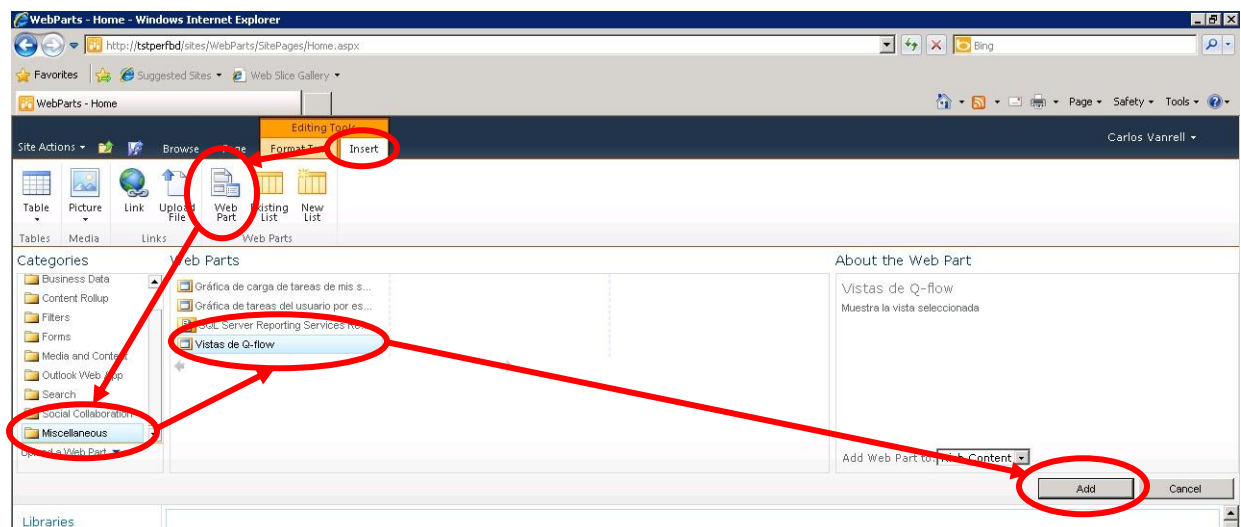 WebParts - Home - Windows Internet Explorer
http://tstperfbd/sites/WebParts/SitePages/Home.aspx
Bing
Favorites
Suggested Sites
Web Slice Gallery
WebParts - Home
Page
Safety
Tools
Editing Tools
Carlos Vanrell
Site Actions
Browse
Page
Format Text
Insert
Table
Picture
Link
Upload File
Web Part
Existing List
New List
Tables
Media
Links
Web Parts
Categories
Web Parts
About the Web Part
Business Data
Content Rollup
Filters
Forms
Media and Content
Outlook Web App
Search
Social Collaboration
Miscellaneous
Upload a Web Part
Gráfica de carga de tareas de mis s...
Gráfica de tareas del usuario por es...
SQL Server Reporting Services Re...
Vistas de Q-flow
Vistas de Q-flow
Muestra la vista seleccionada
Add Web Part to: Rich Content
Add
Cancel
Libraries